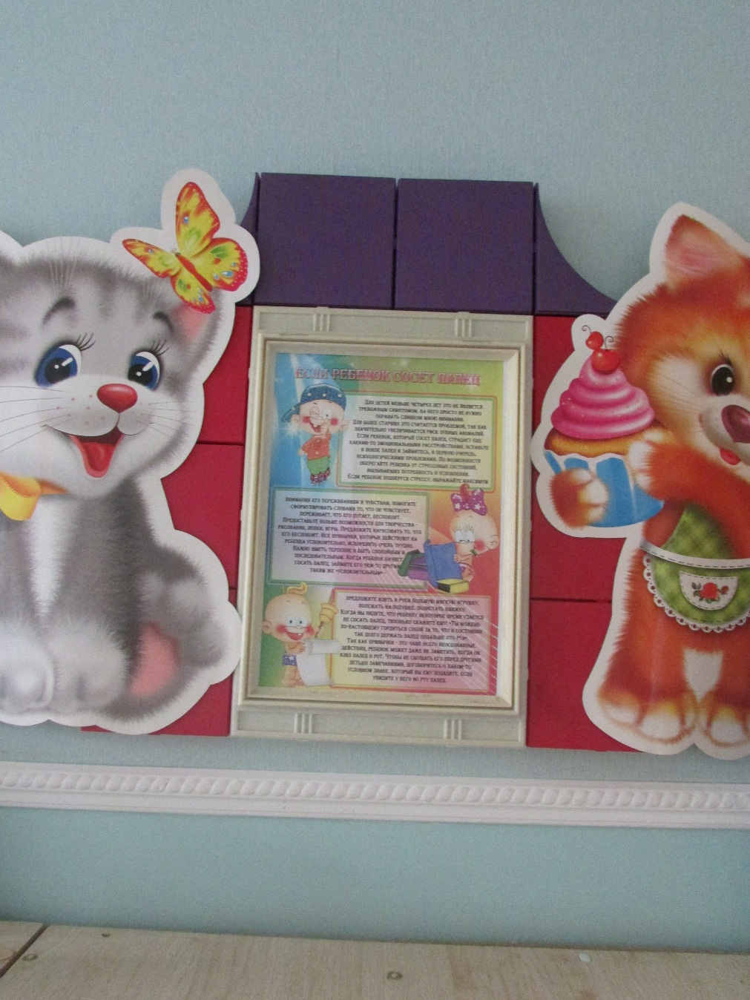 ЕСЛИ РЕБЕНОК СОСЕТ ПАЛЕЦ
Для детей меньше четырех лет это не является
тревожным симптомом, на него просто не нужно
обращать слишком много внимания.
Для более старших это считается проблемой, так как
значительно увеличивается риск зубных аномалий.
Если ребенок, который сосет палец, страдает еще
какими-то эмоциональными расстройствами, оставьте
в покое палец и займитесь, в первую очередь,
психологическими проблемами. По возможности
оберегайте ребенка от стрессовых состояний,
вызывающих потребность в успокоении.
Если ребенок подвергся стрессу, выражайте максимум
внимания его переживаниям и чувствам, помогите
сформулировать словами то, что он чувствует,
переживает, что его пугает, беспокоит.
Предоставьте больше возможности для творчества -
рисования, лепки, игры. Предложите нарисовать то, что
его беспокоит. Все привычки, которые действуют на
ребенка успокоительно, искоренить очень трудно.
Важно иметь терпение и быть спокойным и
последовательным. Когда ребенок начнет
сосать палец, займите его чем-то другим
таким же «успокоительным» -
предложите взять в руки большую мягкую игрушку,
полежать на подушке, полистать книжку.
Когда вы видите, что ребенку некоторое время удается
не сосать палец, тихонько скажите ему: «Ты можешь
по-настоящему гордиться собой за то, что в состоянии
так долго держать палец подальше ото рта».
Так как привычки - это чаще всего неосознанные
действия, ребенок может даже не заметить, когда он
взял палец в рот. Чтобы не смущать его перед другими
детьми замечаниями, договоритесь о каком-то
условном знаке, который вы ему подадите, если
увидите у него во рту палец.